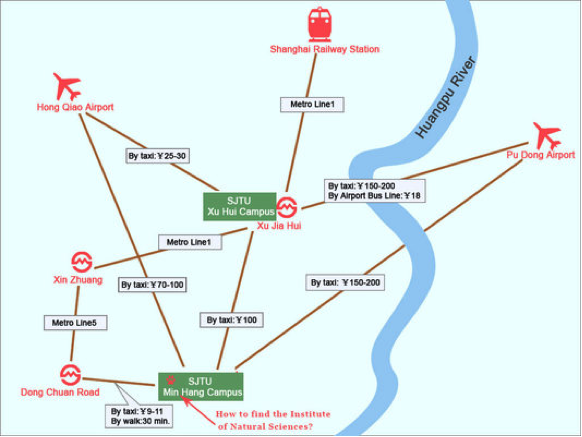 Shanghai Railway Station
Huangpu River
Hong Qiao Airport
Metro Line1
Pu Dong Airport
By taxi:¥25-30
By taxi:¥150-200
By Airport Bus Line:¥18
SJTU
Xu Hui Campus
Xu Jia Hui
Metro Line1
Xin Zhuang
By taxi:¥70-100
By taxi: ¥150-200
Metro Line5
By taxi:¥100
Dong Chuan Road
SJTU
Min Hang Campus
By taxi:¥9-11
By walk:30 min.
How to find the Institute
of Natural Sciences?